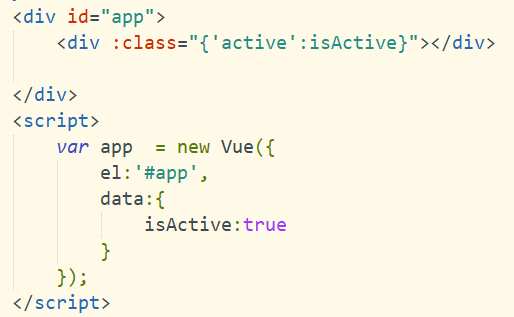 <div id="app">
    <div :class="{'active':isActive}"></div>

</div>
<script>
    var app  = new Vue({
        el:'#app',
        data:{
            isActive:true
        }
    });
</script>